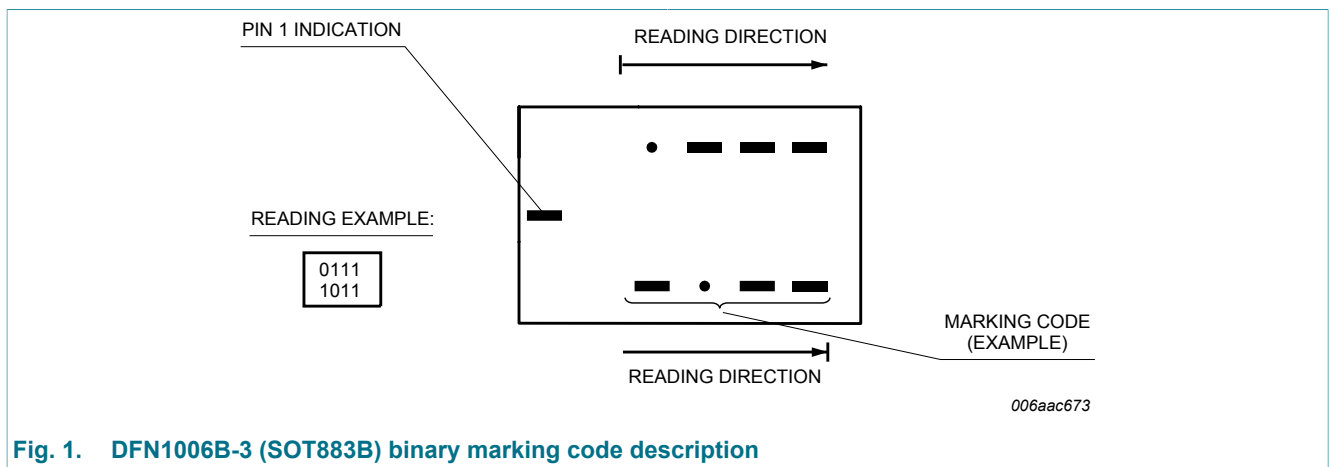 PIN 1 INDICATION
READING DIRECTION
READING EXAMPLE:
0111
1011
MARKING CODE
(EXAMPLE)
READING DIRECTION
006aac673
Fig. 1. DFN1006B-3 (SOT883B) binary marking code description